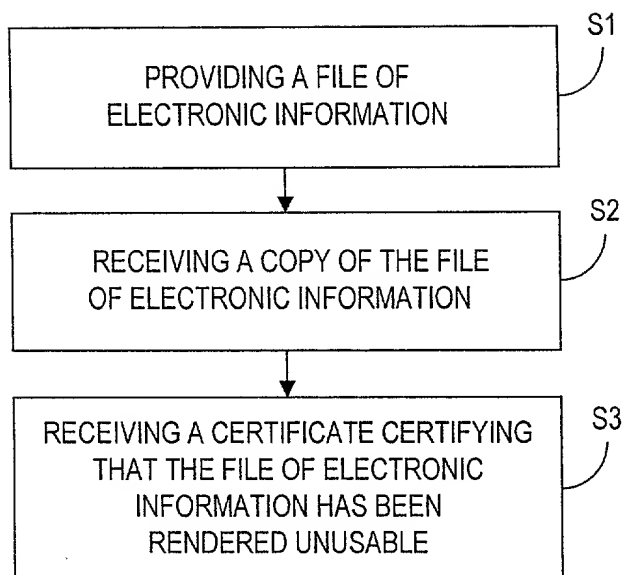 S1
PROVIDING A FILE OF
ELECTRONIC INFORMATION
S2
RECEIVING A COPY OF THE FILE
OF ELECTRONIC INFORMATION
S3
RECEIVING A CERTIFICATE CERTIFYING
THAT THE FILE OF ELECTRONIC
INFORMATION HAS BEEN
RENDERED UNUSABLE